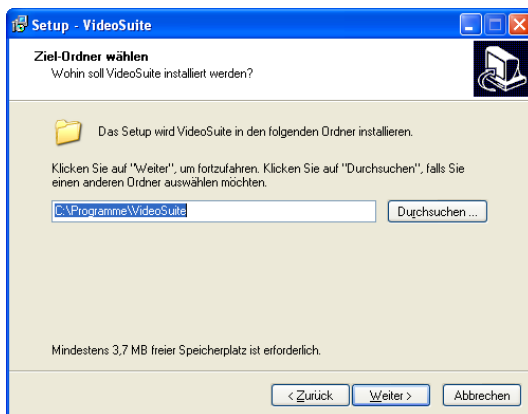 Setup - VideoSuite
Ziel-Ordner wählen
Wohin soll VideoSuite installiert werden?
Das Setup wird VideoSuite in den folgenden Ordner installieren.
Klicken Sie auf "Weiter", um fortzufahren. Klicken Sie auf "Durchsuchen", falls Sie
einen anderen Ordner auswählen möchten.
C:\Programme\VideoSuite
Durchsuchen ...
Mindestens 3,7 MB freier Speicherplatz ist erforderlich.
< Zurück
Weiter >
Abbrechen